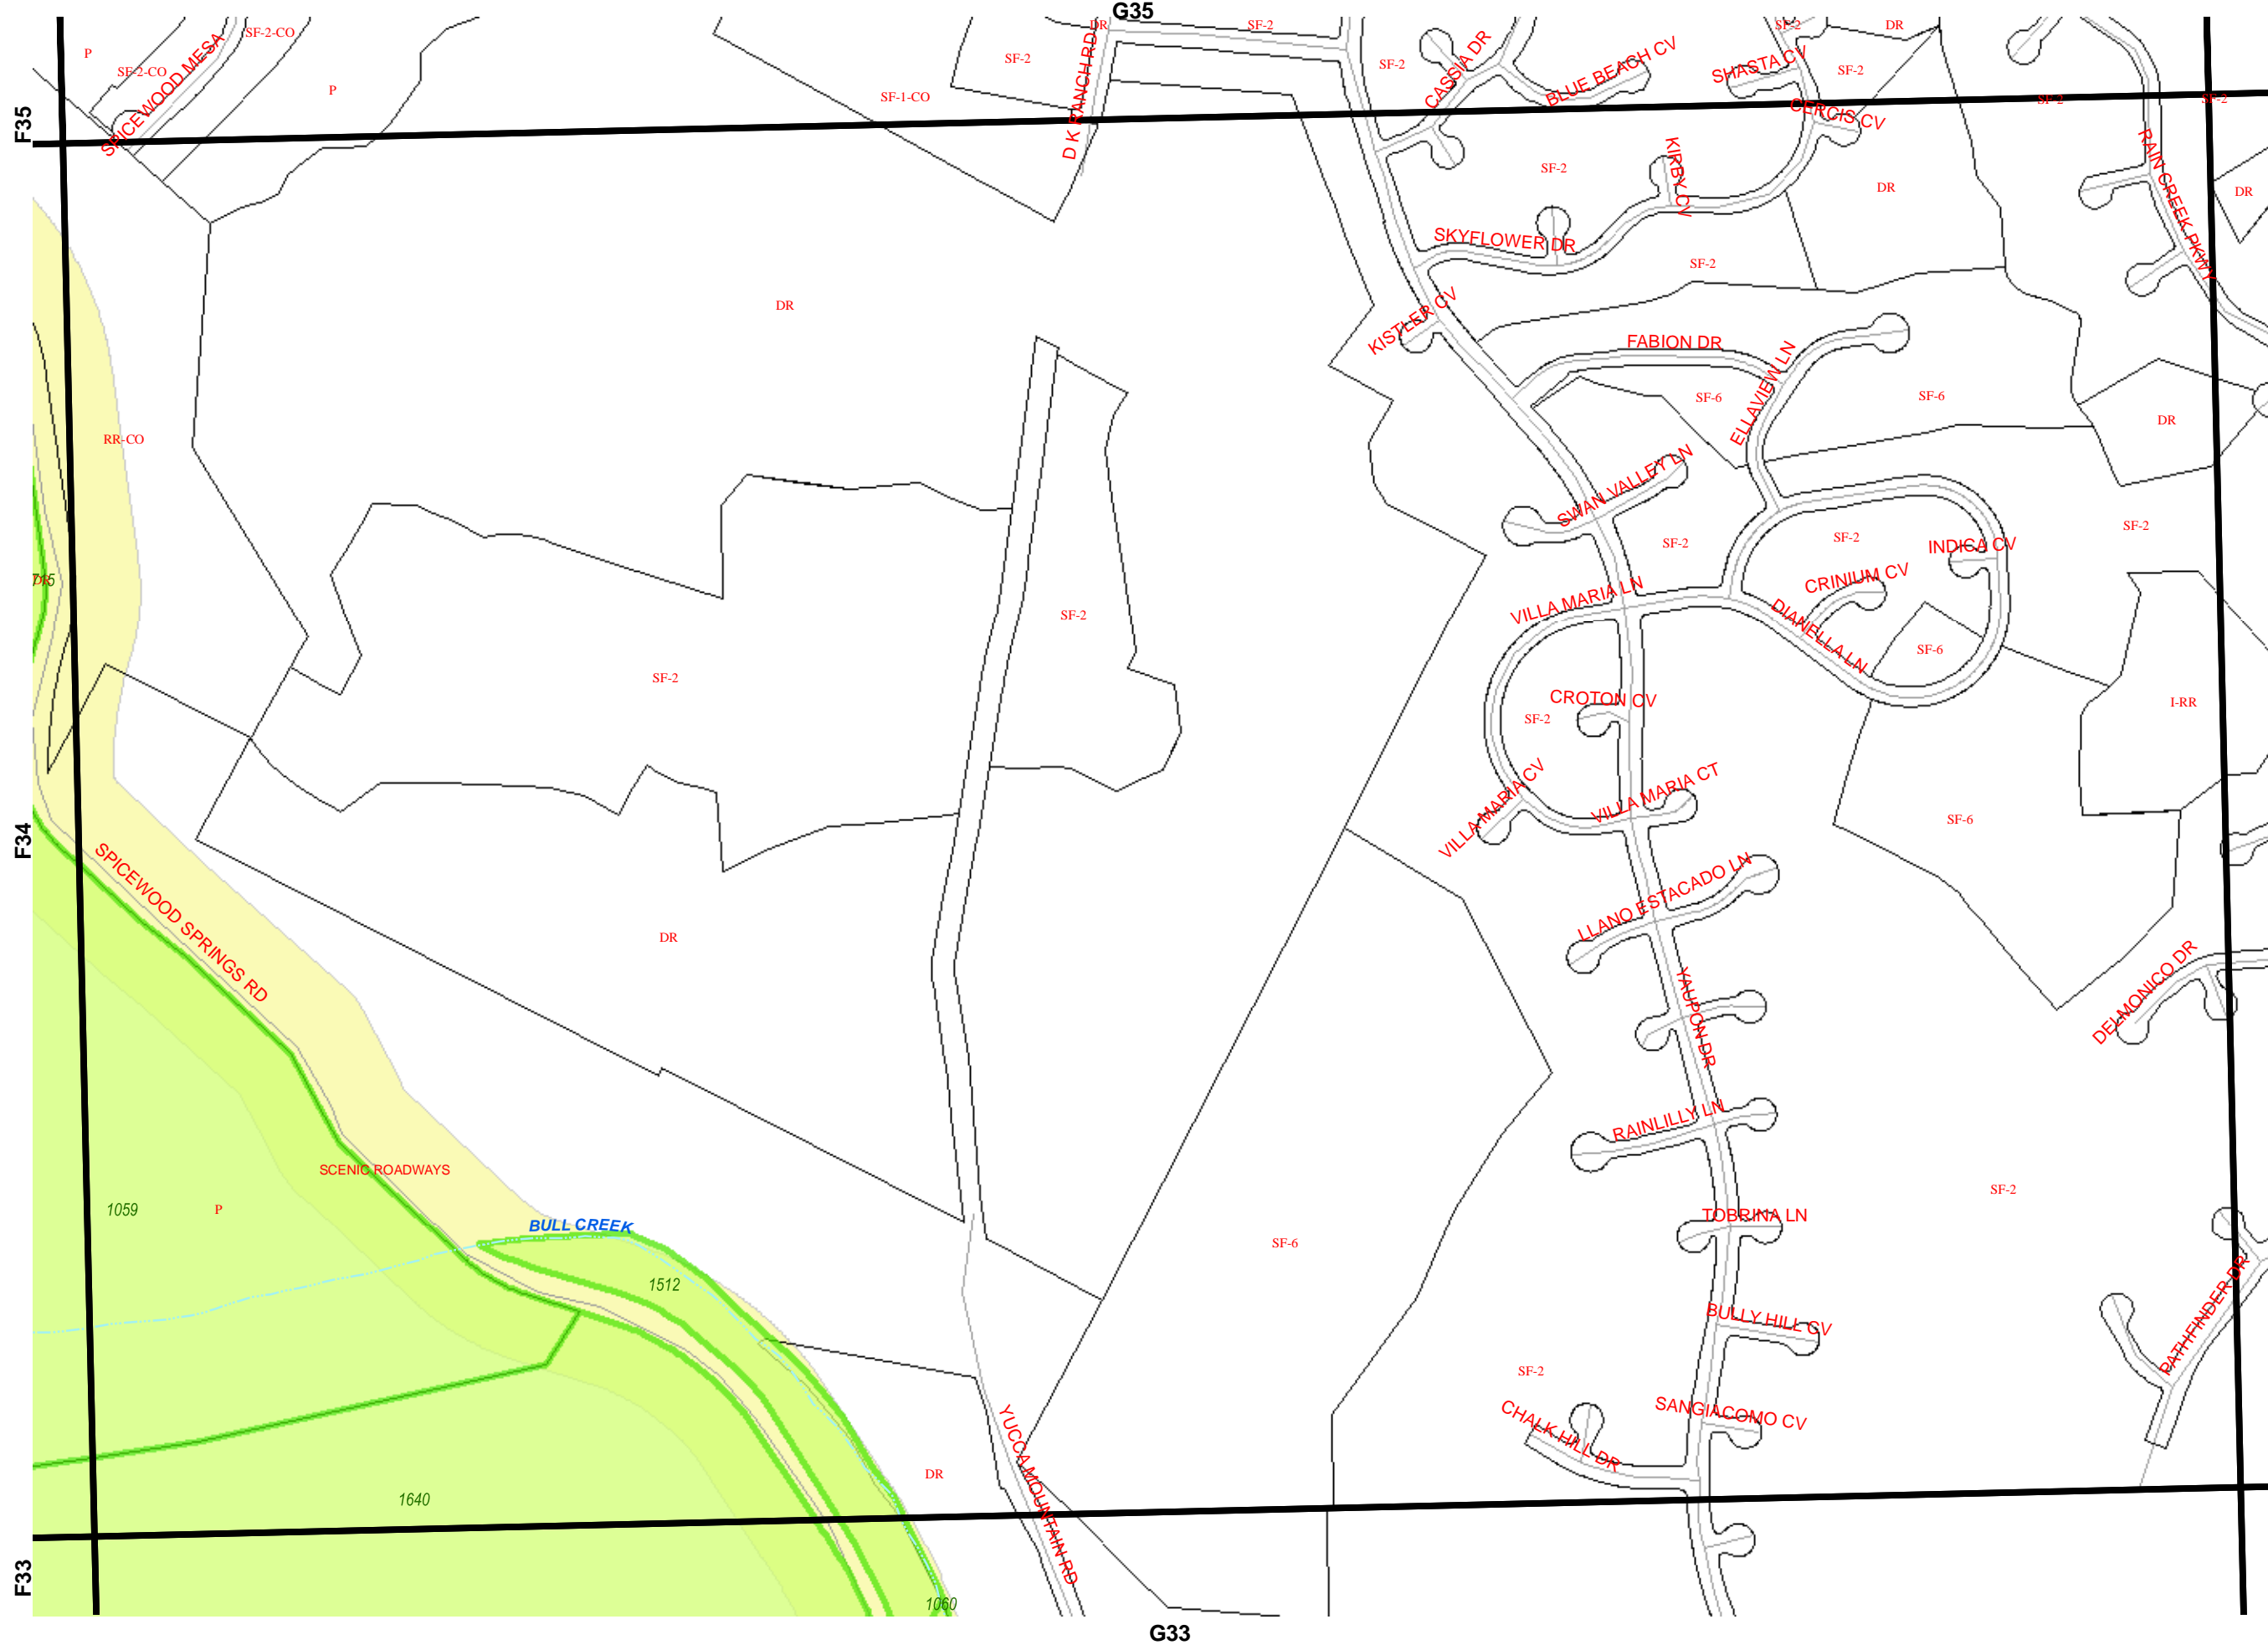 G35
DR
SF-2
SF-2
DR
SF-2-CO
P
SF-2-CO
SPICEWOOD MESA
P
SF-2
SF-1-CO
D K RANCH RD
SF-2
CASSIA DR
BLUE BEACH CV
SHASTA CV
SF-2
SF-2
SF-2
F35
CERCIS CV
SF-2
KIRBY CV
DR
RAIN CREEK PKWY
DR
SKYFLOWER DR
SF-2
DR
KISTLER CV
FABION DR
ELLAVIEW LN
SF-6
SF-6
DR
RR-CO
SWAN VALLEY LN
SF-2
SF-2
SF-2
INDICA CV
CRINIUM CV
DR
VILLA MARIA LN
DIANELLA LN
SF-2
SF-6
SF-2
CROTON CV
SF-2
I-RR
VILLA MARIA CV
VILLA MARIA CT
F34
SF-6
SPICEWOOD SPRINGS RD
LLANO ESTACADO LN
DR
YAUPON DR
DELMONICO DR
RAINLILLY LN
SCENIC ROADWAYS
1059
P
SF-2
BULL CREEK
TOBRINA LN
SF-6
1512
BULLY HILL CV
PATHFINDER DR
SF-2
CHALK HILL DR
SANGIACOMO CV
YUCCA MOUNTAIN RD
DR
1640
F33
1060
G33